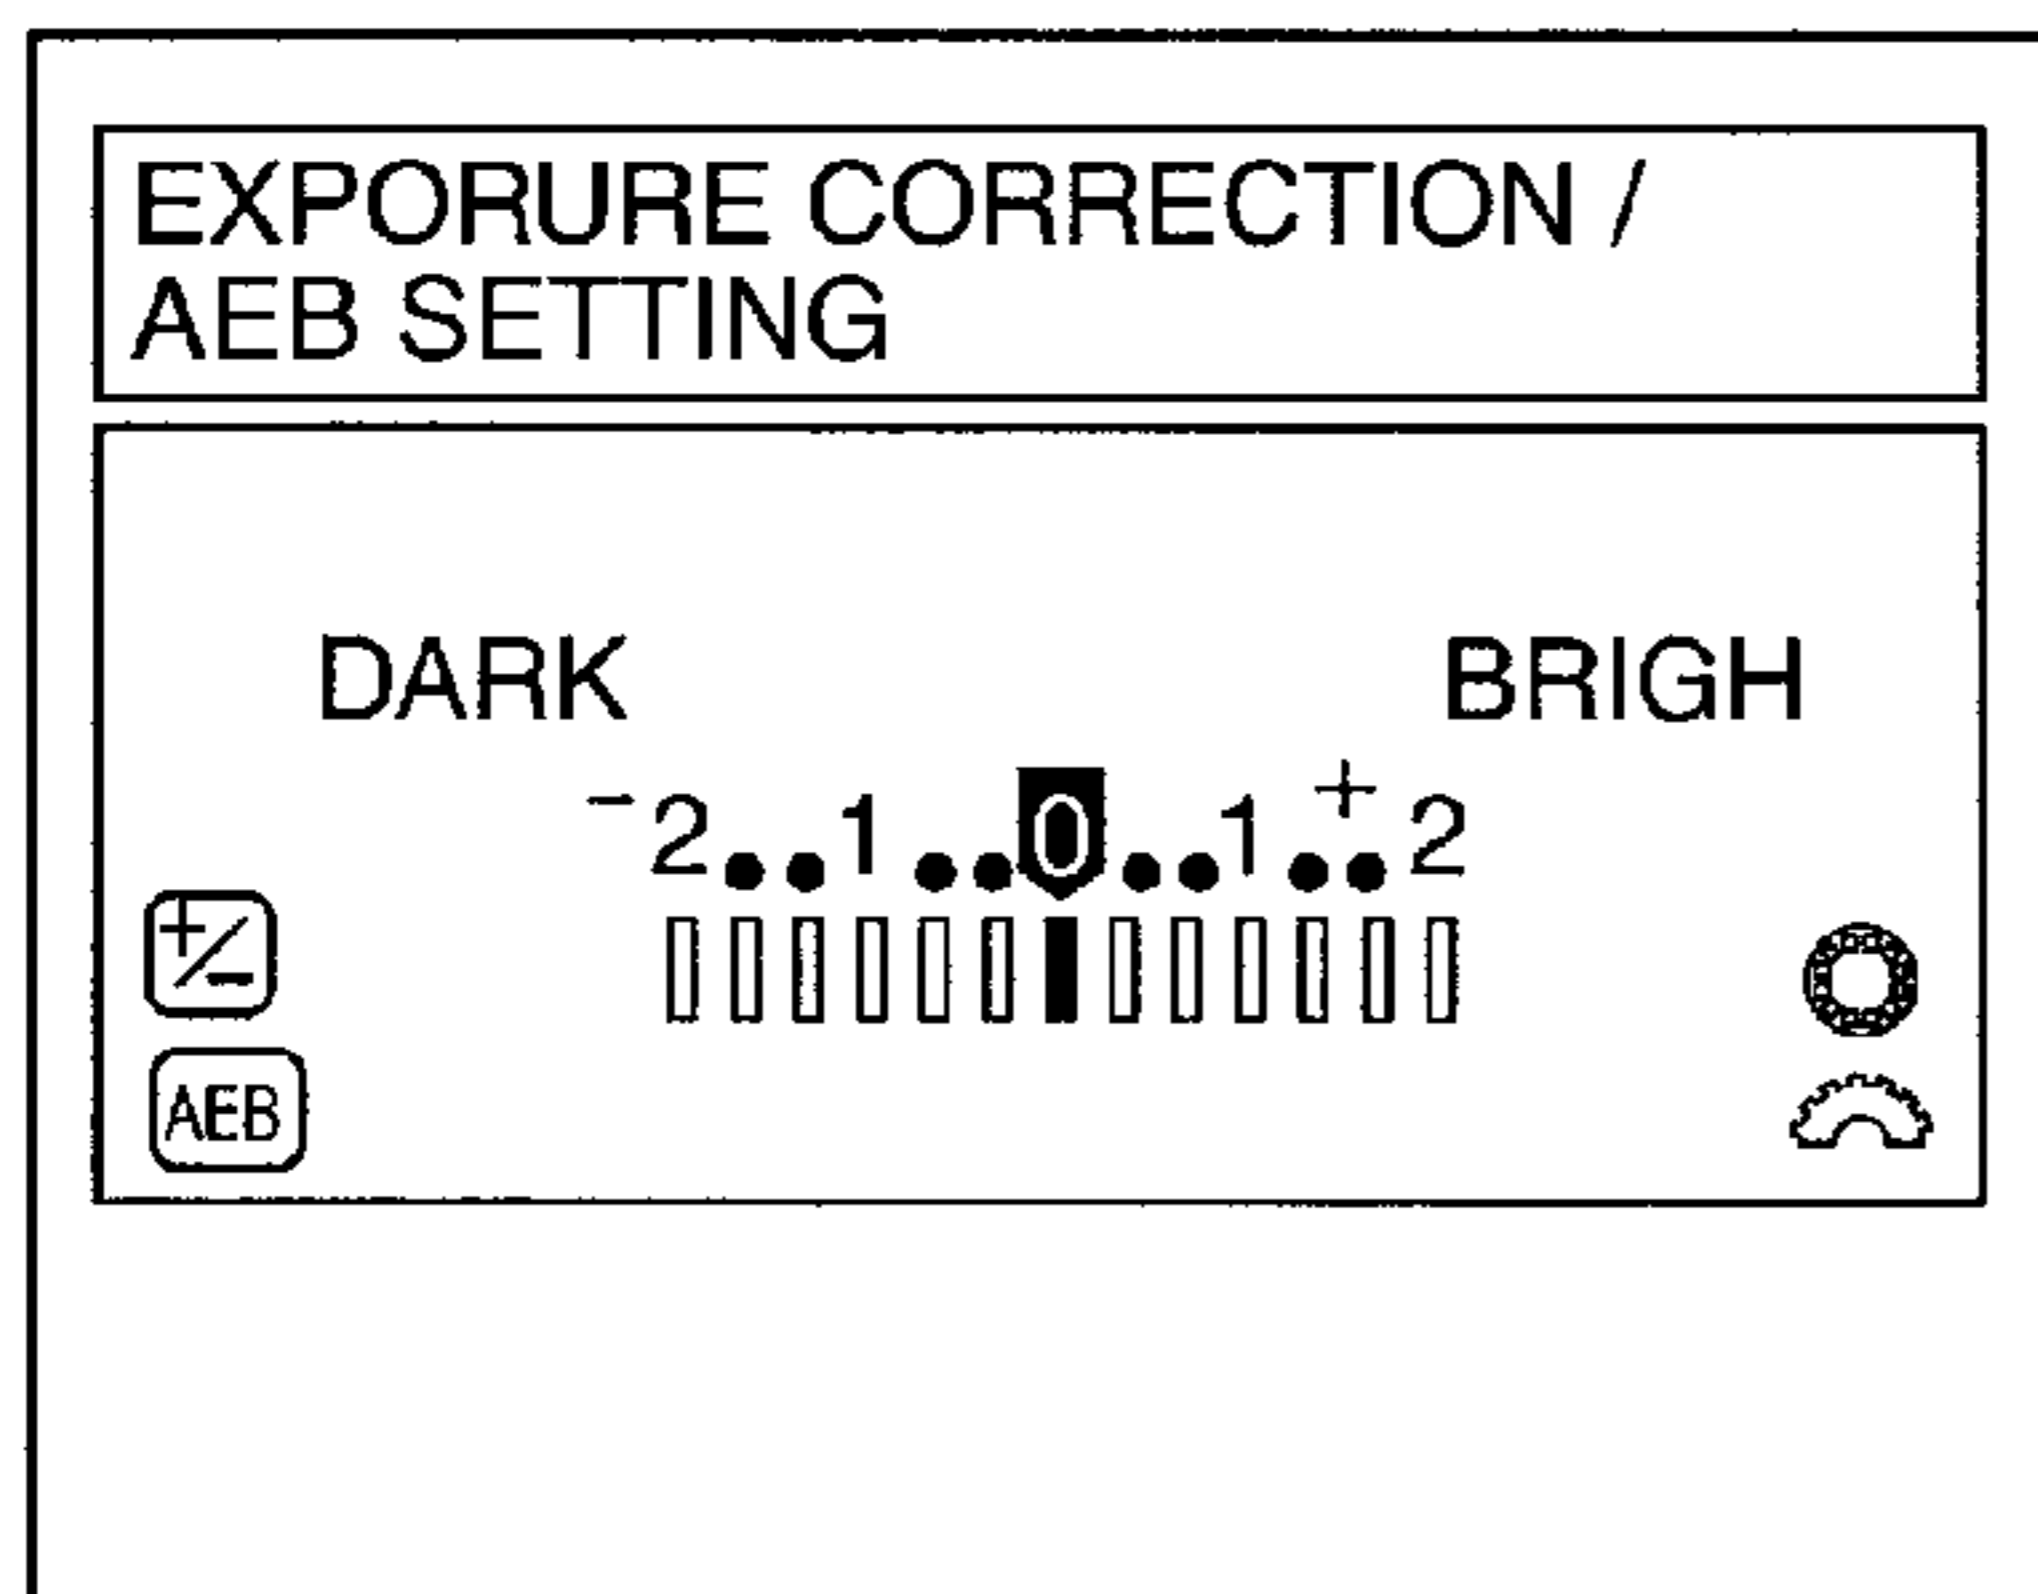 EXPORURE CORRECTION /
AEB SETTING
DARK BRIGH
-2..1..0..1..+2
+/-
AEB